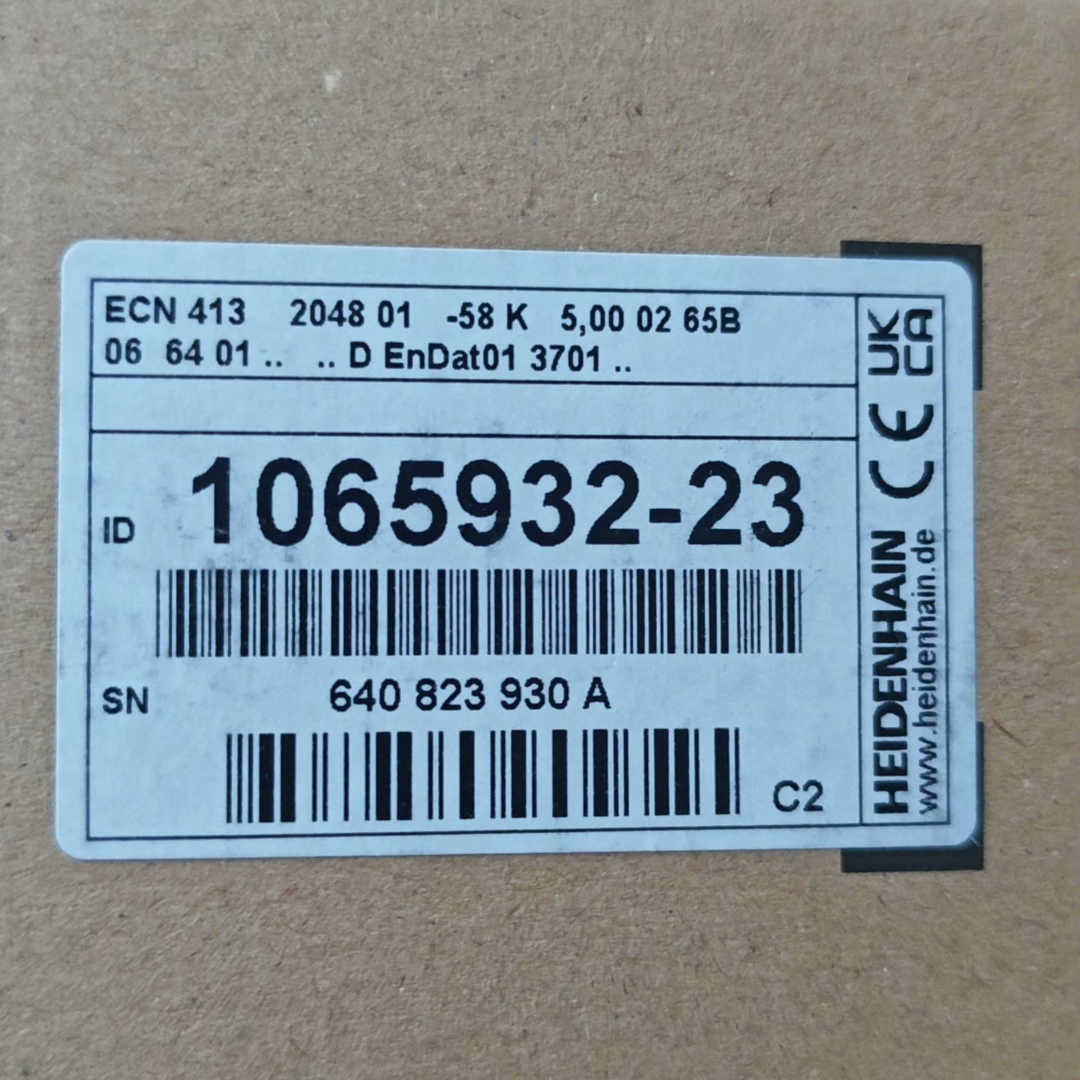 ECN 413 2048 01 -58 K 5,00 02 65B
06 64 01 .. .. D EnDat01 3701 ..
ID 1065932-23
SN 640 823 930 A
C2
HEIDENHAIN CE UK CA
www.heidenhain.de